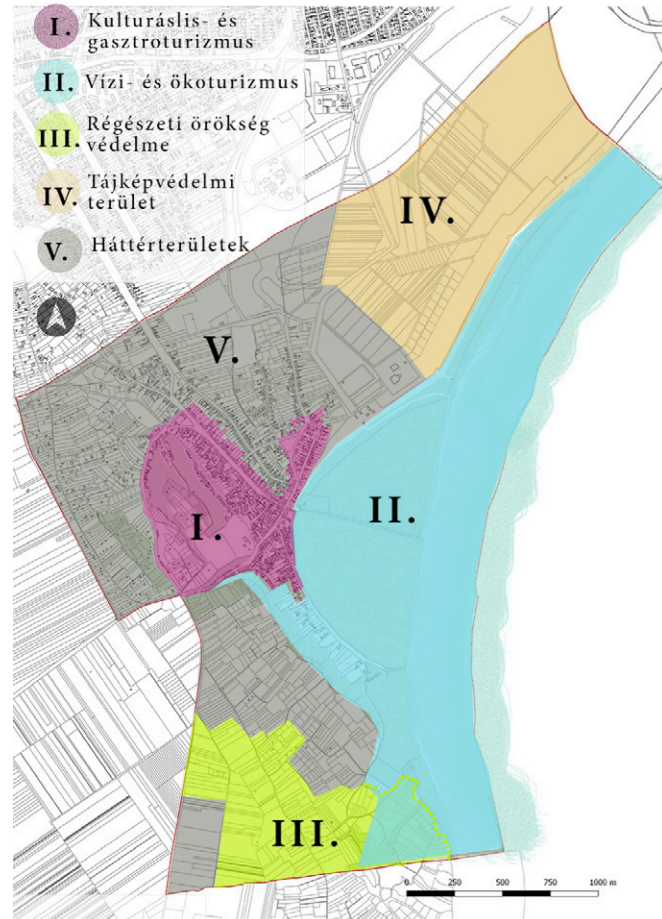 I. Kulturáslis- és
gasztroturizmus
II. Vízi- és ökoturizmus
III. Régészeti örökség
védelme
IV. Tájképvédelmi
terület
V. Háttérterületek
IV.
V.
II.
I.
III.
0 250 500 750 1000 m